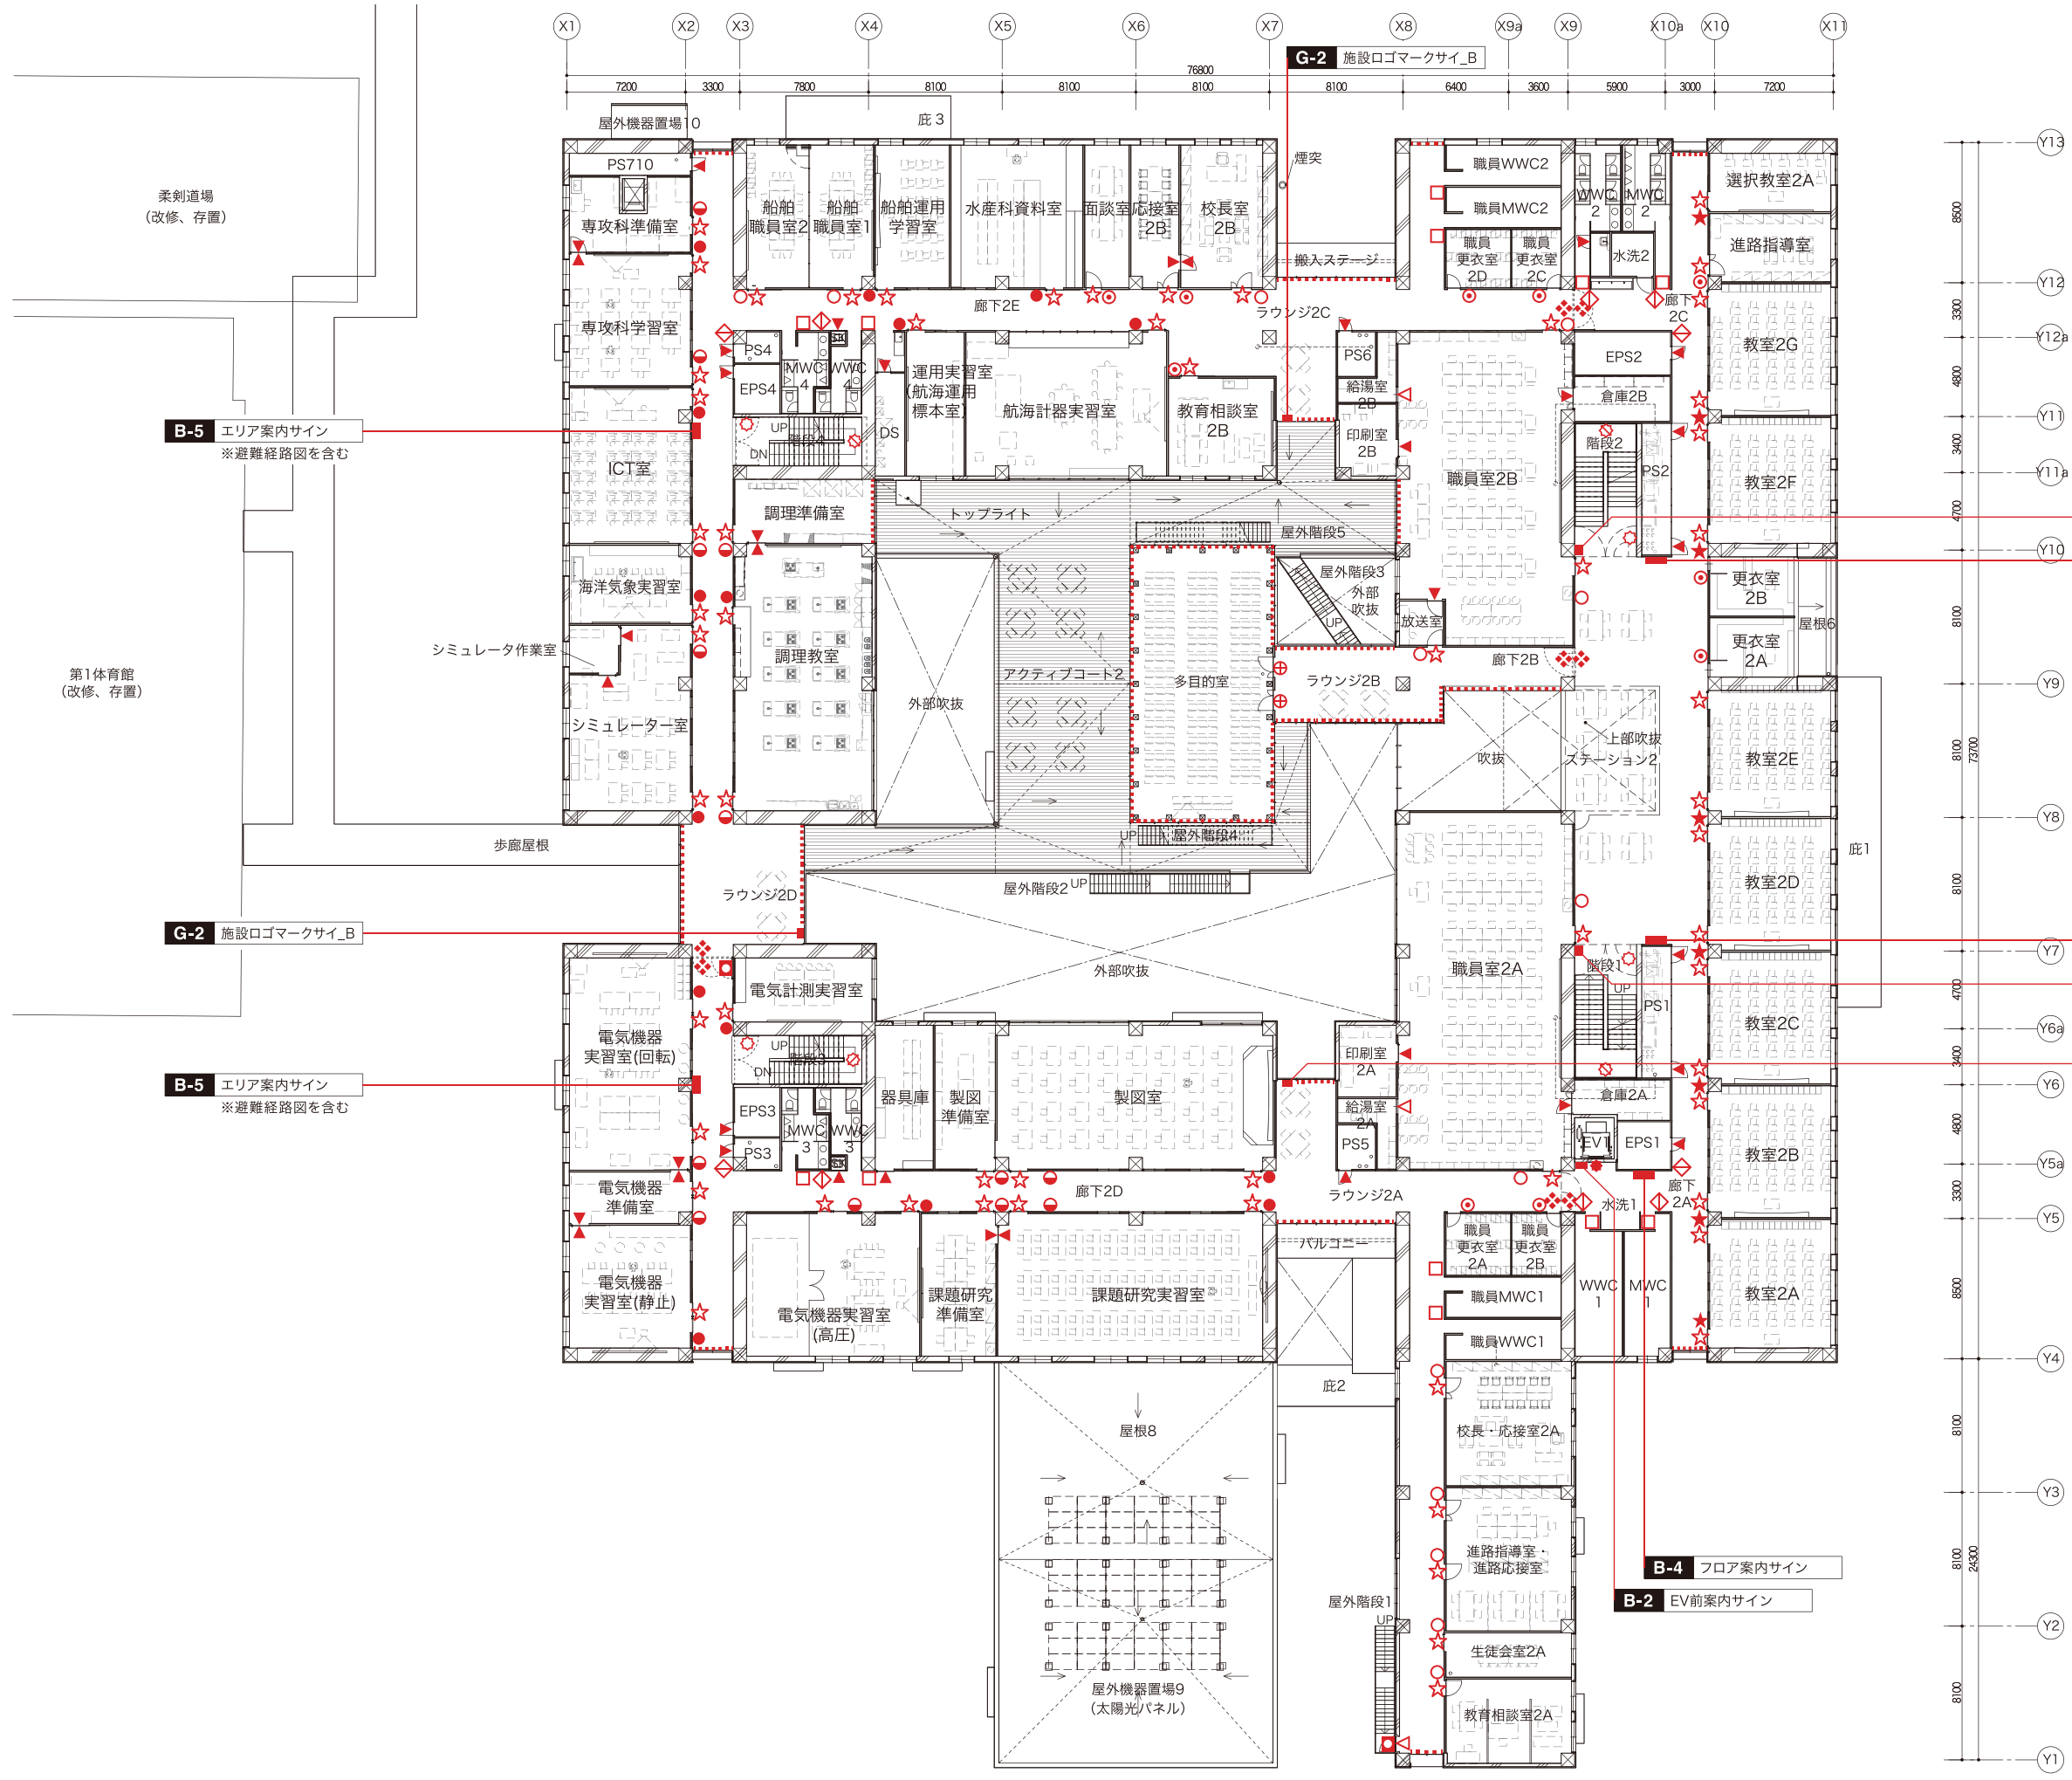 X1 X2 X3 X4 X5 X6 X7 X8 X9a X9 X10a X10 X11
G-2 施設ロゴマークサイ_B
76800
7200 3300 7800 8100 8100 8100 8100 6400 3600 5900 3000 7200
屋外機器置場10
庇3
Y13
PS710
煙突
職員WWC2
柔剣道場
(改修、存置)
専攻科準備室
船舶
職員室2
船舶
職員室1
船舶運用
学習室
水産科資料室
面談室
応接室
2B
校長室
2B
職員MWC2
WWC
2
MWC
2
選択教室2A
8600
職員
更衣室
2D
職員
更衣室
2C
水洗2
進路指導室
搬入ステージ
Y12
廊下2E
ラウンジ2C
廊下
2C
3300
専攻科学習室
Y12a
PS4
MWC
4
WWC
4
SK
PS6
EPS2
教室2G
EPS4
運用実習室
(航海運用
標本室)
航海計器実習室
教育相談室
2B
給湯室
2B
倉庫2B
4800
B-5 エリア案内サイン
※避難経路図を含む
UP
階段4
DN
DS
印刷室
2B
階段2
Y11
3400
ICT室
職員室2B
PS2
教室2F
Y11a
調理準備室
トップライト
屋外階段5
4700
Y10
海洋気象実習室
屋外階段3
外部
吹抜
UP
放送室
更衣室
2B
屋根6
8100
シミュレータ作業室
調理教室
アクティブコート2
多目的室
ラウンジ2B
廊下2B
更衣室
2A
第1体育館
(改修、存置)
外部吹抜
Y9
シミュレーター室
吹抜
上部吹抜
ステーション2
教室2E
8100
73700
Y8
歩廊屋根
UP
屋外階段4
庇1
ラウンジ2D
屋外階段2
UP
教室2D
8100
G-2 施設ロゴマークサイ_B
Y7
電気計測実習室
外部吹抜
職員室2A
階段1
UP
PS1
4700
電気機器
実習室(回転)
UP
階段3
DN
印刷室
2A
教室2C
Y6a
3400
B-5 エリア案内サイン
※避難経路図を含む
EPS3
MWC
3
WWC
3
SK
器具庫
製図
準備室
製図室
給湯室
2A
倉庫2A
Y6
4800
PS3
PS5
EV1
EPS1
教室2B
Y5a
電気機器
準備室
廊下2D
ラウンジ2A
水洗1
廊下
2A
3300
Y5
バルコニー
職員
更衣室
2A
職員
更衣室
2B
電気機器
実習室(静止)
電気機器実習室
(高圧)
課題研究
準備室
課題研究実習室
職員MWC1
WWC
1
MWC
1
教室2A
8600
職員WWC1
Y4
庇2
屋根8
校長・応接室2A
8100
Y3
進路指導室・
進路応接室
8100
24300
B-4 フロア案内サイン
B-2 EV前案内サイン
屋外階段1
UP
Y2
生徒会室2A
屋外機器置場9
(太陽光パネル)
教育相談室2A
8100
Y1